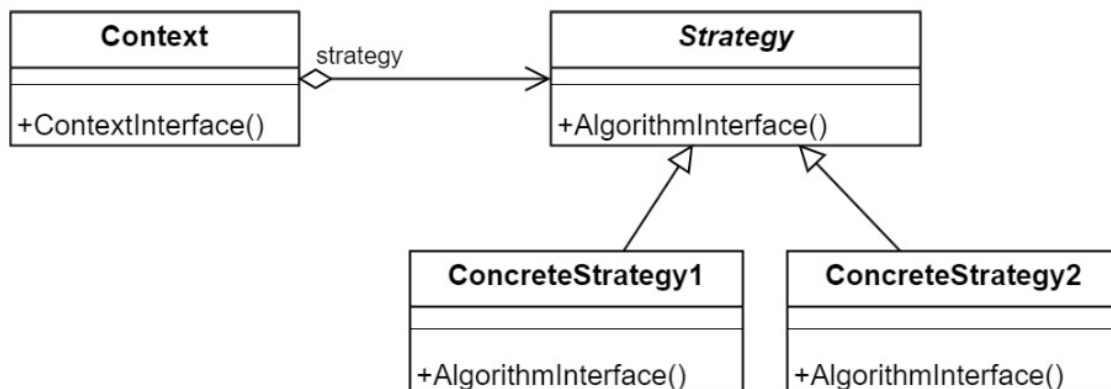 Context
Strategy
strategy
+ContextInterface()
+AlgorithmInterface()
ConcreteStrategy1
ConcreteStrategy2
+AlgorithmInterface()
+AlgorithmInterface()